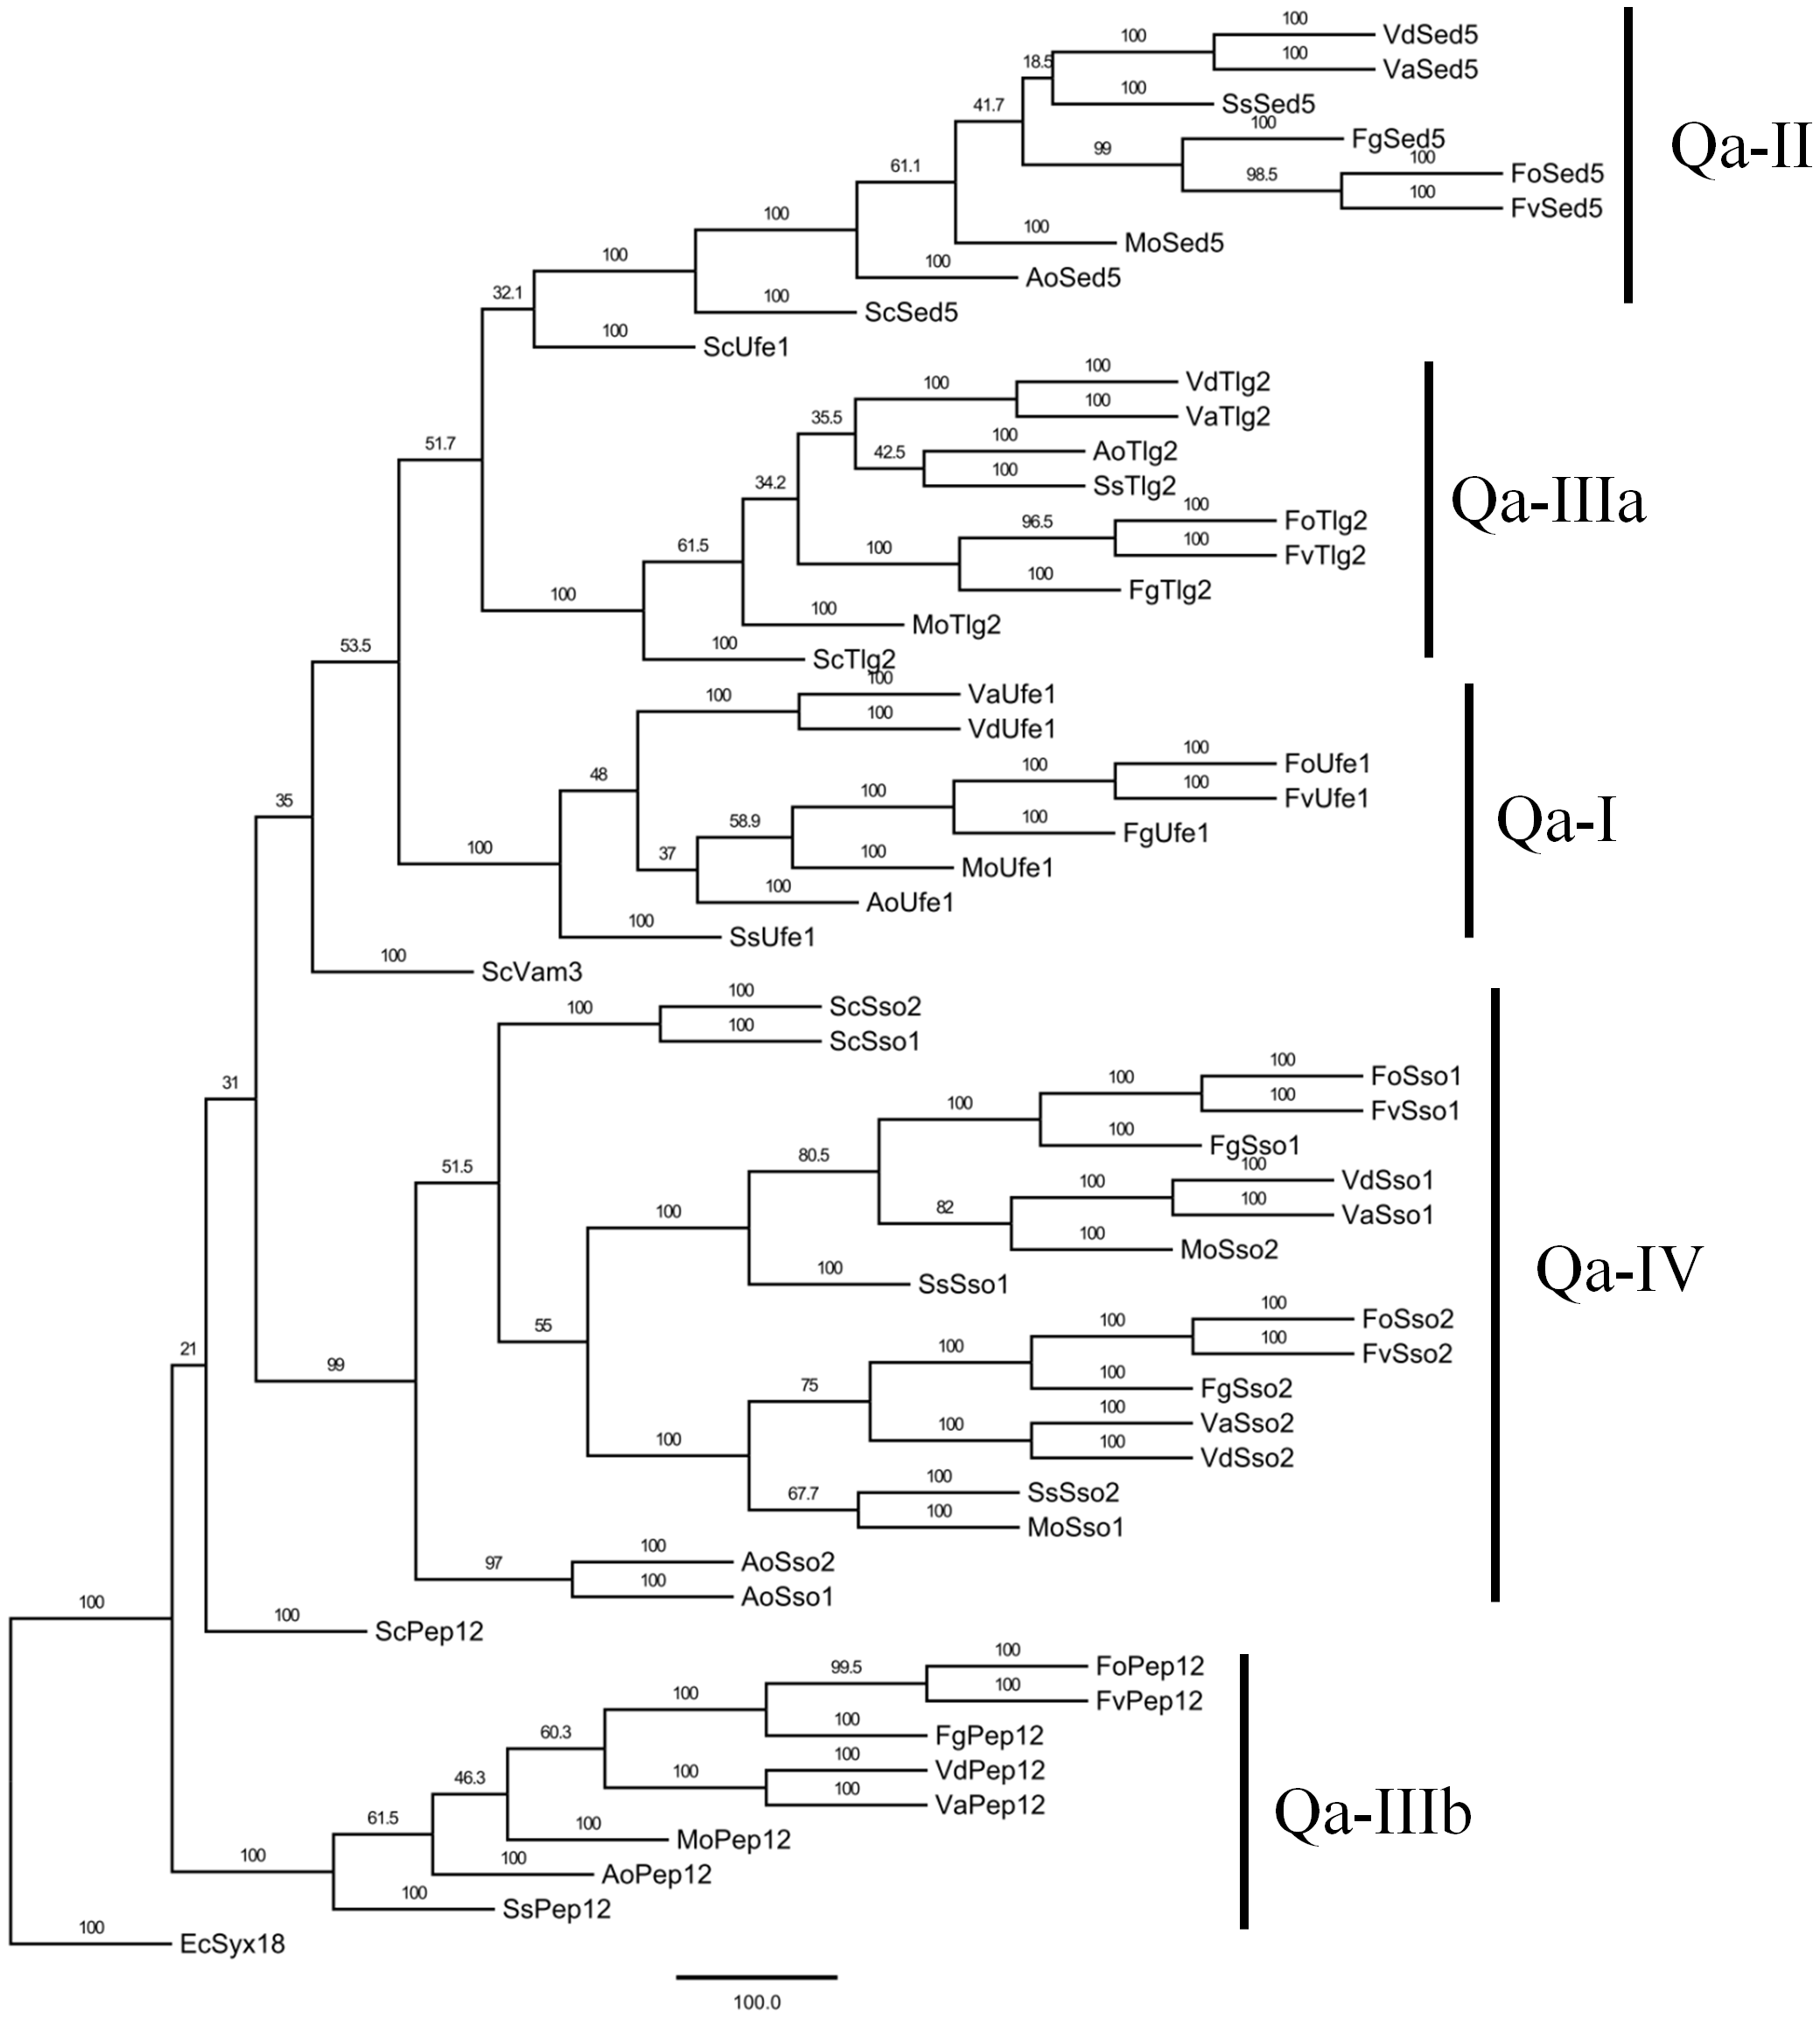 100
VdSed5
100
100
VaSed5
18.5
100
SsSed5
41.7
100
FgSed5
99
100
FoSed5
98.5
100
FvSed5
Qa-II
61.1
100
MoSed5
100
100
AoSed5
100
100
ScSed5
32.1
100
ScUfe1
51.7
100
VdTlg2
100
100
VaTlg2
35.5
100
AoTlg2
42.5
100
SsTlg2
34.2
100
FoTlg2
96.5
100
FvTlg2
100
100
FgTlg2
Qa-IIIa
61.5
100
MoTlg2
100
100
ScTlg2
53.5
100
VaUfe1
100
100
VdUfe1
48
100
FoUfe1
100
100
FvUfe1
100
100
FgUfe1
58.9
100
MoUfe1
37
100
AoUfe1
Qa-I
100
100
SsUfe1
35
100
ScVam3
31
100
ScSso2
100
100
ScSso1
100
FoSso1
100
100
FvSso1
100
100
FgSso1
80.5
100
VdSso1
100
100
VaSso1
82
100
MoSso2
51.5
100
100
SsSso1
55
100
FoSso2
100
100
FvSso2
100
100
FgSso2
75
100
VaSso2
100
100
VdSso2
100
100
SsSso2
67.7
100
MoSso1
Qa-IV
99
100
AoSso2
97
100
AoSso1
21
100
ScPep12
100
100
FoPep12
99.5
100
FvPep12
100
100
FgPep12
60.3
100
VdPep12
100
100
VaPep12
46.3
100
MoPep12
61.5
100
AoPep12
100
100
SsPep12
Qa-IIIb
100
EcSyx18
100.0